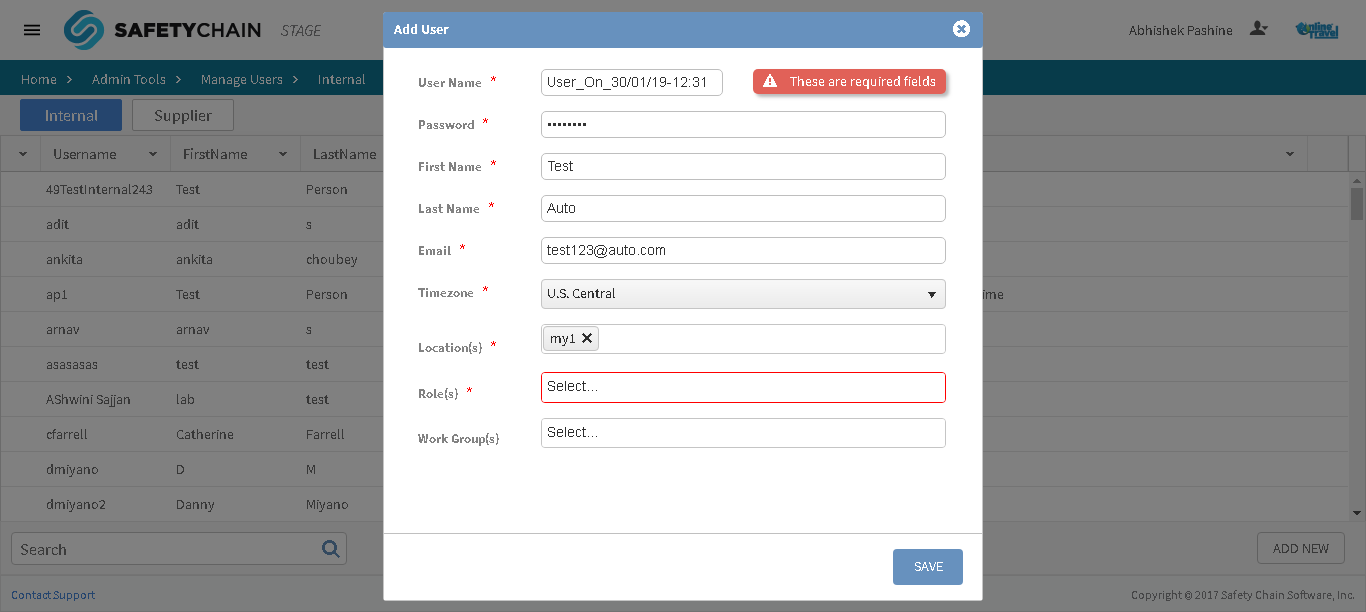 SAFETYCHAIN STAGE
Abhishek Pashine
Home > Admin Tools > Manage Users > Internal
Internal Supplier
Username FirstName LastName
49TestInternal243 Test Person
adit adit s
ankita ankita choubey
ap1 Test Person ime
arnav arnav s
asasasas test test
AShwini Sajjan lab test
cfarrell Catherine Farrell
dmiyano D M
dmiyano2 Danny Miyano
Search
ADD NEW
Contact Support
Copyright © 2017 Safety Chain Software, Inc.
Add User
User Name * User_On_30/01/19-12:31 These are required fields
Password * ••••••••
First Name * Test
Last Name * Auto
Email * test123@auto.com
Timezone * U.S. Central
Location(s) * my1
Role(s) * Select...
Work Group(s) Select...
SAVE